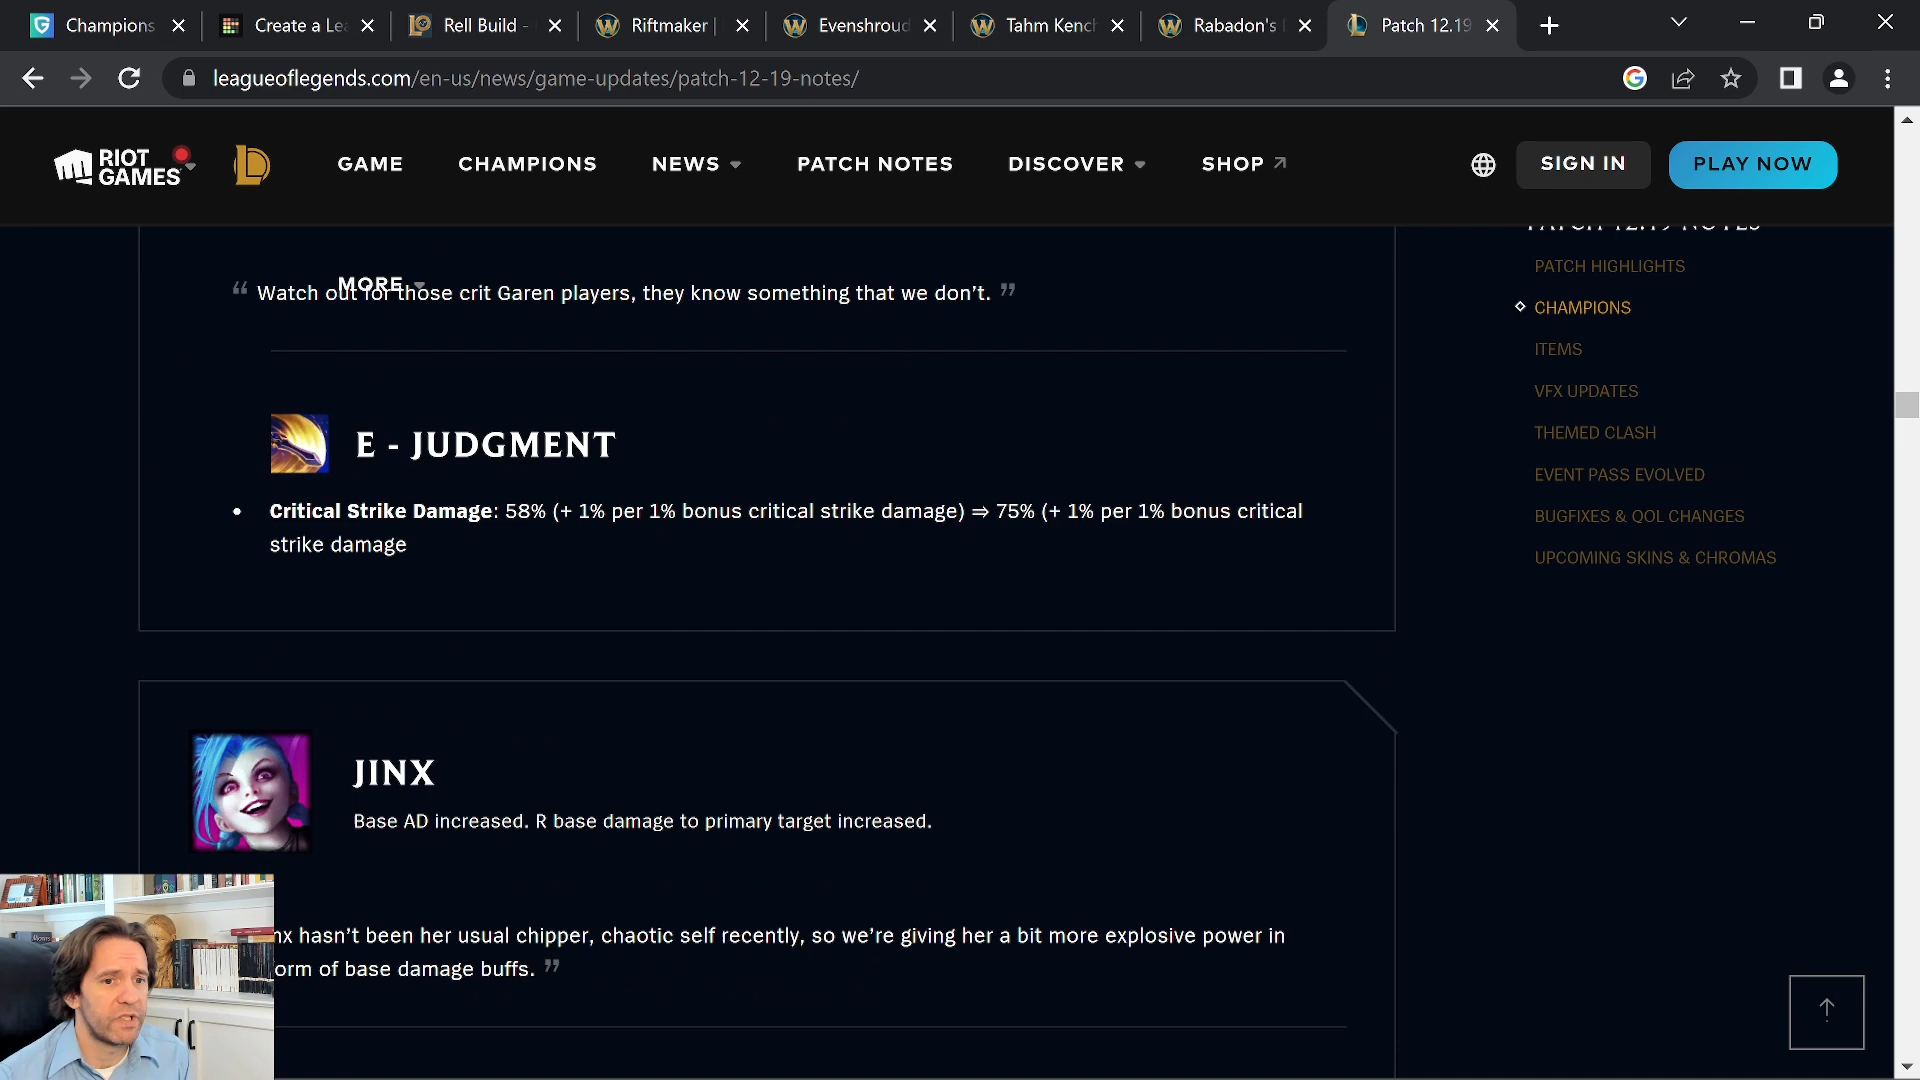 Champions
Create a Lea
Rell Build -
Riftmaker |
Evenshroud
Tahm Kench
Rabadon's
Patch 12.19
leagueoflegends.com/en-us/news/game-updates/patch-12-19-notes/
RIOT GAMES
GAME
CHAMPIONS
NEWS
PATCH NOTES
DISCOVER
SHOP
SIGN IN
PLAY NOW
MORE
PATCH 12.19 NOTES
PATCH HIGHLIGHTS
CHAMPIONS
ITEMS
VFX UPDATES
THEMED CLASH
EVENT PASS EVOLVED
BUGFIXES & QOL CHANGES
UPCOMING SKINS & CHROMAS
“ Watch out for those crit Garen players, they know something that we don’t. ”
E - JUDGMENT
• Critical Strike Damage: 58% (+ 1% per 1% bonus critical strike damage) ⇒ 75% (+ 1% per 1% bonus critical
strike damage
JINX
Base AD increased. R base damage to primary target increased.
nx hasn’t been her usual chipper, chaotic self recently, so we’re giving her a bit more explosive power in
orm of base damage buffs. ”